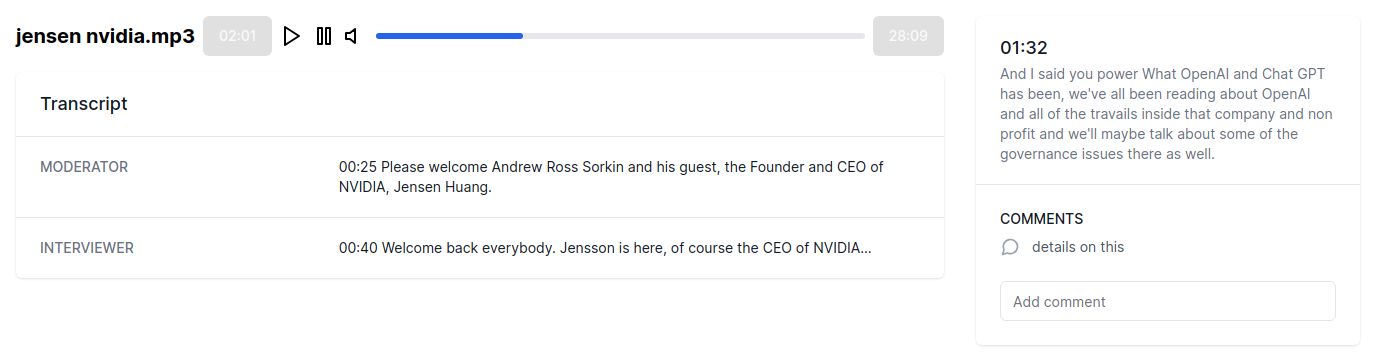 jensen nvidia.mp3 02:01 28:09
Transcript
MODERATOR 00:25 Please welcome Andrew Ross Sorkin and his guest, the Founder and CEO of
NVIDIA, Jensen Huang.
INTERVIEWER 00:40 Welcome back everybody. Jensson is here, of course the CEO of NVIDIA...
01:32
And I said you power What OpenAI and Chat GPT
has been, we've all been reading about OpenAI
and all of the travails inside that company and non
profit and we'll maybe talk about some of the
governance issues there as well.
COMMENTS
details on this
Add comment